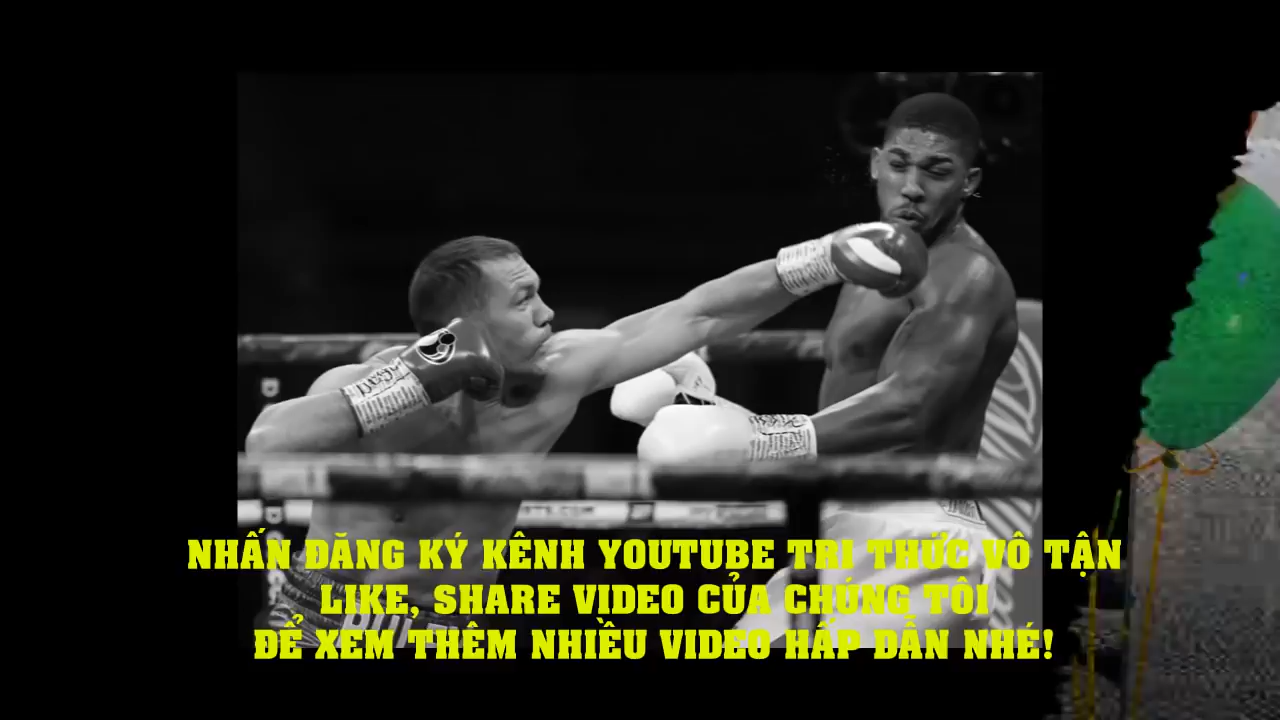 NHẤN ĐĂNG KÝ KÊNH YOUTUBE TRI THỨC VÔ TẬN
LIKE, SHARE VIDEO CỦA CHÚNG TÔI
ĐỂ XEM THÊM NHIỀU VIDEO HẤP DẪN NHÉ!